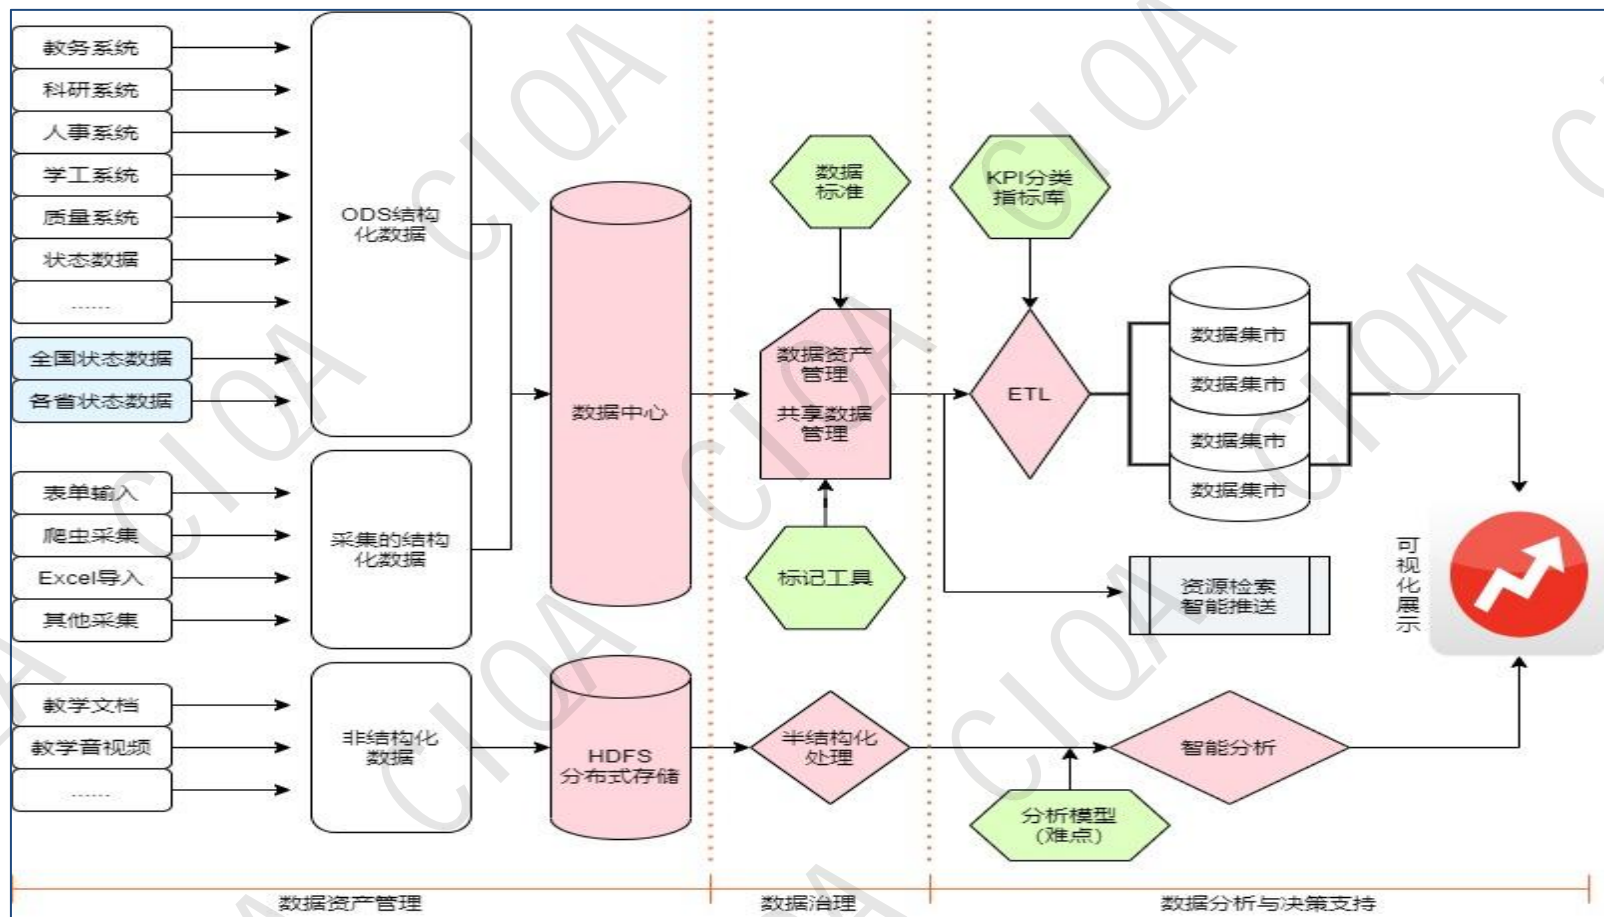 教务系统
科研系统
人事系统
学工系统
质量系统
状态数据
......
全国状态数据
各省状态数据
表单输入
爬虫采集
Excel导入
其他采集
教学文档
教学音视频
......
ODS结构
化数据
采集的结构
化数据
非结构化
数据
数据中心
HDFS
分布式存储
数据
标准
数据资产
管理
共享数据
管理
标记工具
半结构化
处理
KPI分类
指标库
ETL
数据集市
数据集市
数据集市
数据集市
资源检索
智能推送
智能分析
分析模型
(难点)
可视化展示
数据资产管理
数据治理
数据分析与决策支持
CIQA
CIQA
CIQA
CIQA
CIQA
CIQA
CIQA